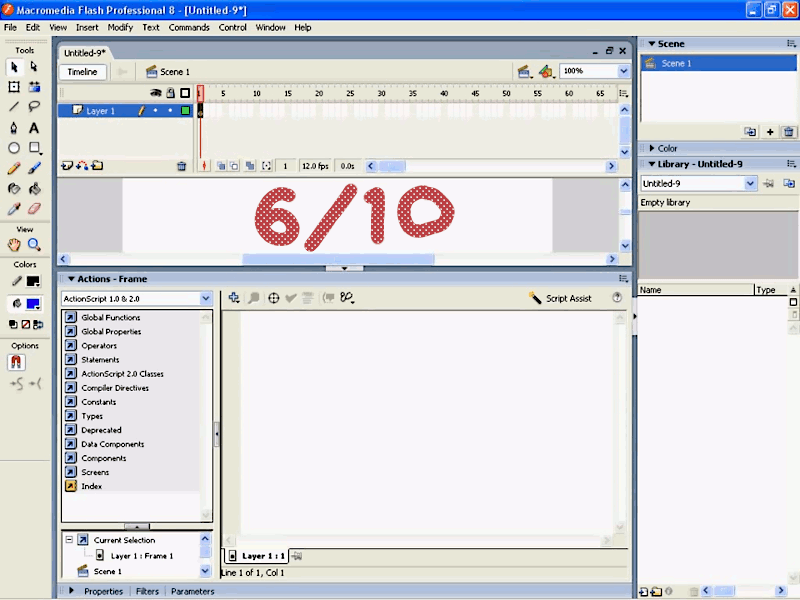 Macromedia Flash Professional 8 - [Untitled-9*]
File Edit View Insert Modify Text Commands Control Window Help
Tools
View
Colors
Options
Untitled-9*
Timeline
Scene 1
100%
1 5 10 15 20 25 30 35 40 45 50 55 60 65
Layer 1
1 12.0 fps 0.0s
6/10
Actions - Frame
ActionScript 1.0 & 2.0
Script Assist
Global Functions
Global Properties
Operators
Statements
ActionScript 2.0 Classes
Compiler Directives
Constants
Types
Deprecated
Data Components
Components
Screens
Index
Current Selection
Layer 1 : Frame 1
Scene 1
Layer 1 : 1
Line 1 of 1, Col 1
Properties Filters Parameters
Scene
Scene 1
Color
Library - Untitled-9
Untitled-9
Empty library
Name Type